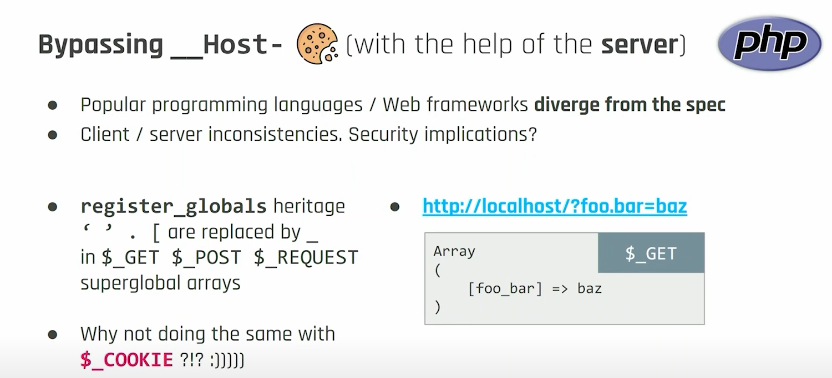 Bypassing __Host- (with the help of the server)
php
• Popular programming languages / Web frameworks diverge from the spec
• Client / server inconsistencies. Security implications?
• register_globals heritage
‘ ’ . [ are replaced by _
in $_GET $_POST $_REQUEST
superglobal arrays
• Why not doing the same with
$_COOKIE ?!? :)))))
• http://localhost/?foo.bar=baz
$_GET
Array
(
[foo_bar] => baz
)